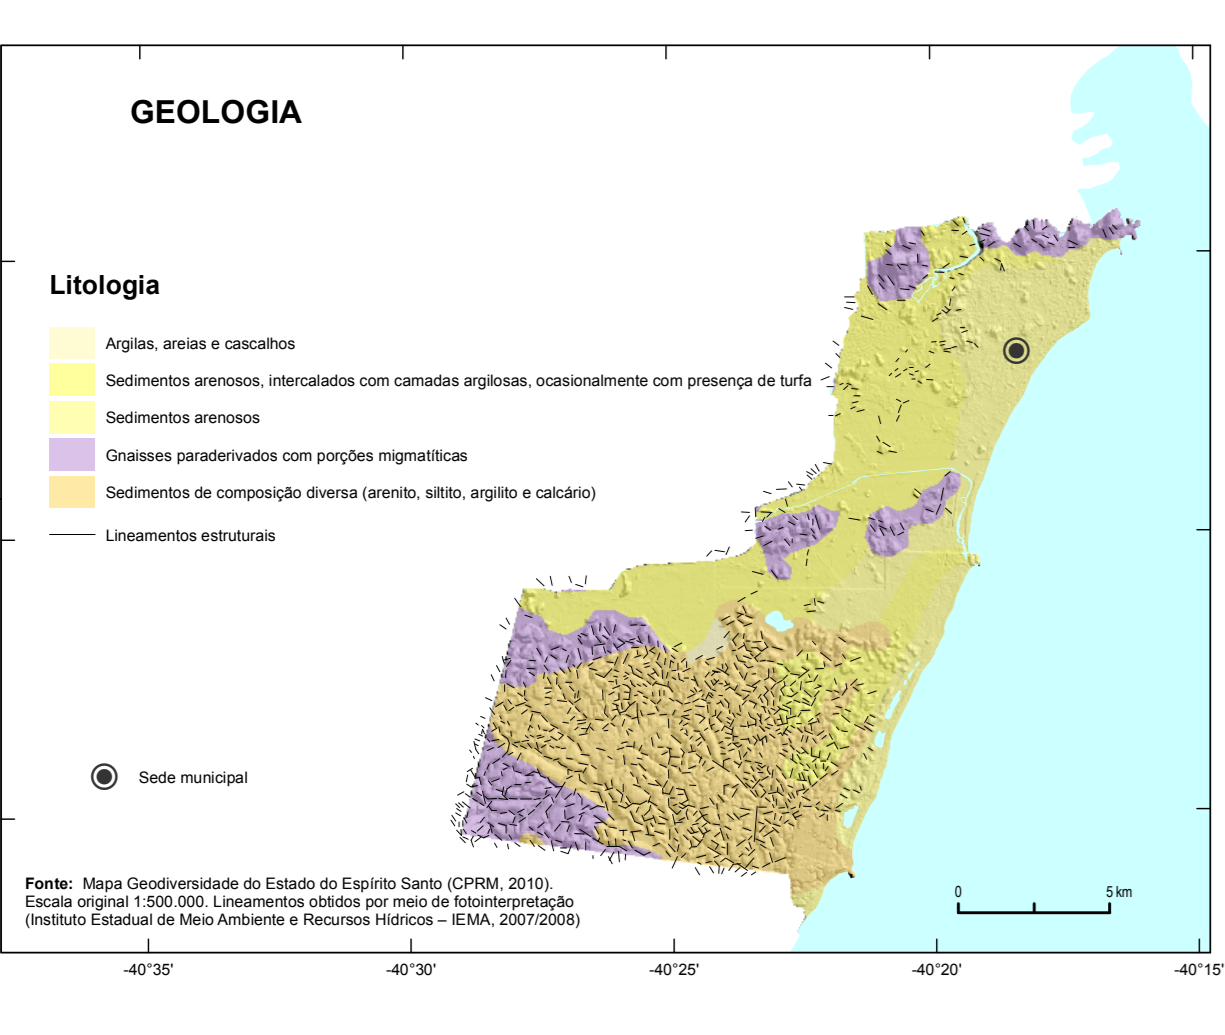 GEOLOGIA
Litologia
Argilas, areias e cascalhos
Sedimentos arenosos, intercalados com camadas argilosas, ocasionalmente com presença de turfa
Sedimentos arenosos
Gnaisses paraderivados com porções migmatíticas
Sedimentos de composição diversa (arenito, siltito, argilito e calcário)
Lineamentos estruturais
Sede municipal
Fonte: Mapa Geodiversidade do Estado do Espírito Santo (CPRM, 2010).
Escala original 1:500.000. Lineamentos obtidos por meio de fotointerpretação
(Instituto Estadual de Meio Ambiente e Recursos Hídricos – IEMA, 2007/2008)
0 5 km
-40°35' -40°30' -40°25' -40°20' -40°15'